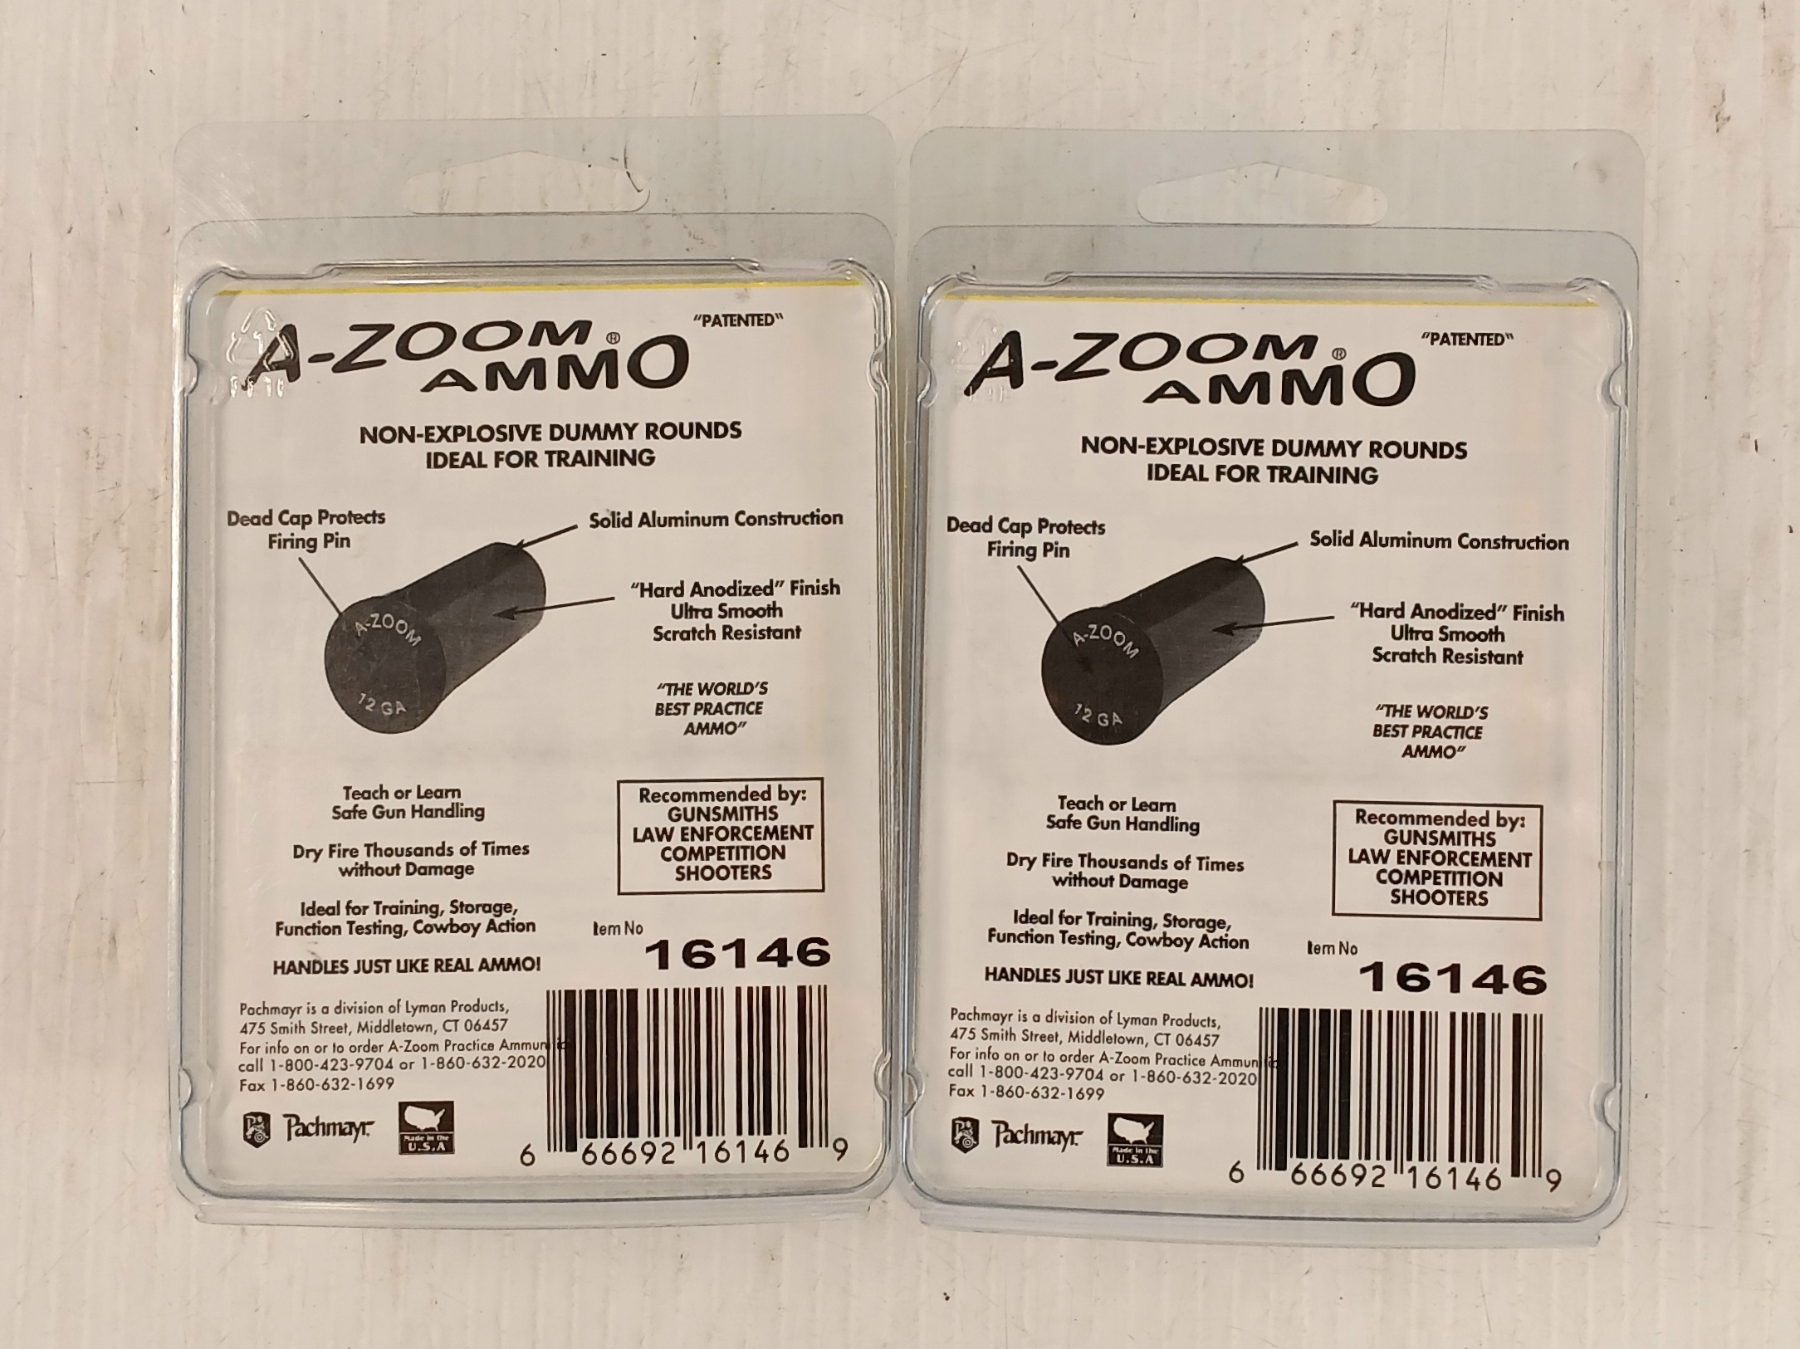 "PATENTED"
A-ZOOM®
AMMO
NON-EXPLOSIVE DUMMY ROUNDS
IDEAL FOR TRAINING
Dead Cap Protects
Firing Pin
Solid Aluminum Construction
"Hard Anodized" Finish
Ultra Smooth
Scratch Resistant
A-ZOOM
12 GA
"THE WORLD'S
BEST PRACTICE
AMMO"
Teach or Learn
Safe Gun Handling
Dry Fire Thousands of Times
without Damage
Ideal for Training, Storage,
Function Testing, Cowboy Action
HANDLES JUST LIKE REAL AMMO!
Recommended by:
GUNSMITHS
LAW ENFORCEMENT
COMPETITION
SHOOTERS
Item No
16146
Pachmayr is a division of Lyman Products,
475 Smith Street, Middletown, CT 06457
For info on or to order A-Zoom Practice Ammunitio
call 1-800-423-9704 or 1-860-632-2020
Fax 1-860-632-1699
Pachmayr
Made in the
U.S.A
6 66692 16146 9
"PATENTED"
A-ZOOM®
AMMO
NON-EXPLOSIVE DUMMY ROUNDS
IDEAL FOR TRAINING
Dead Cap Protects
Firing Pin
Solid Aluminum Construction
"Hard Anodized" Finish
Ultra Smooth
Scratch Resistant
A-ZOOM
12 GA
"THE WORLD'S
BEST PRACTICE
AMMO"
Teach or Learn
Safe Gun Handling
Dry Fire Thousands of Times
without Damage
Ideal for Training, Storage,
Function Testing, Cowboy Action
HANDLES JUST LIKE REAL AMMO!
Recommended by:
GUNSMITHS
LAW ENFORCEMENT
COMPETITION
SHOOTERS
Item No
16146
Pachmayr is a division of Lyman Products,
475 Smith Street, Middletown, CT 06457
For info on or to order A-Zoom Practice Ammunitio
call 1-800-423-9704 or 1-860-632-2020
Fax 1-860-632-1699
Pachmayr
Made in the
U.S.A
6 66692 16146 9